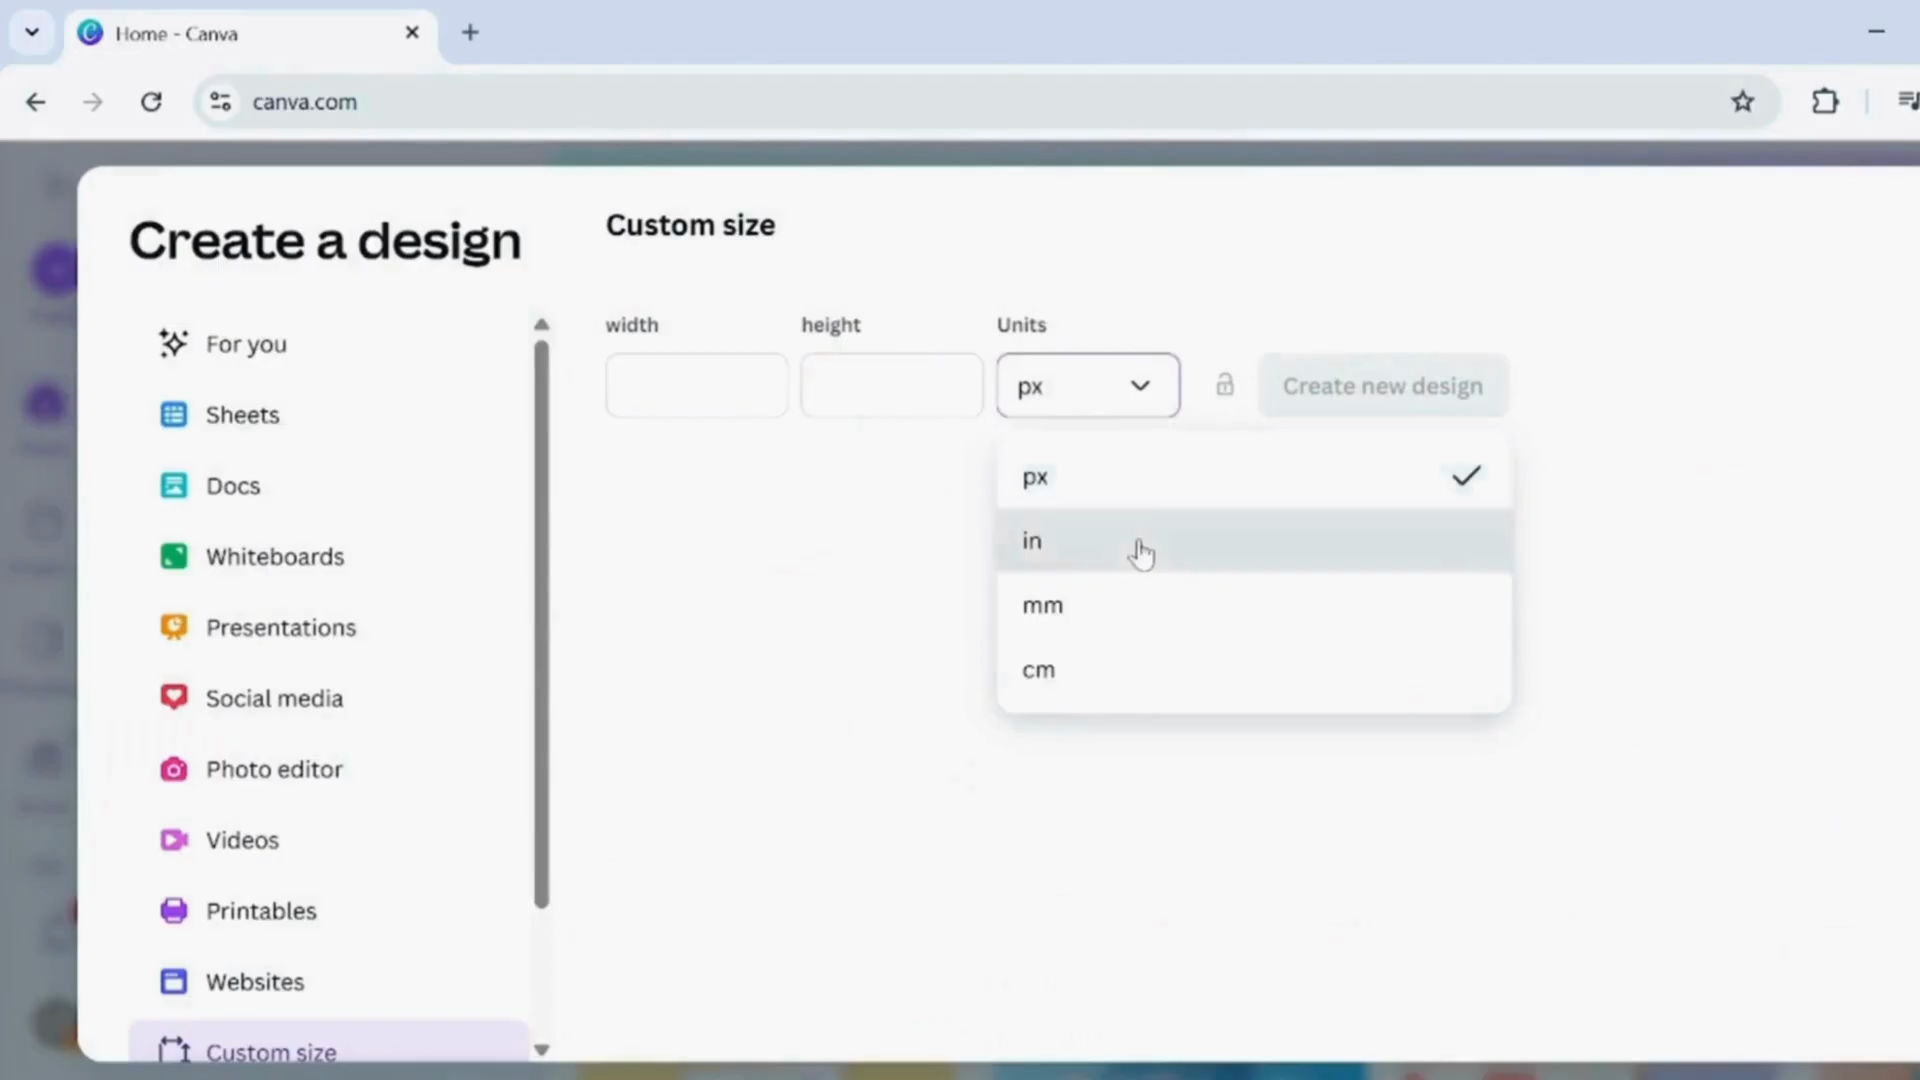 Home - Canva
canva.com
Create a design
For you
Sheets
Docs
Whiteboards
Presentations
Social media
Photo editor
Videos
Printables
Websites
Custom size
Custom size
width
height
Units
px
Create new design
px
in
mm
cm